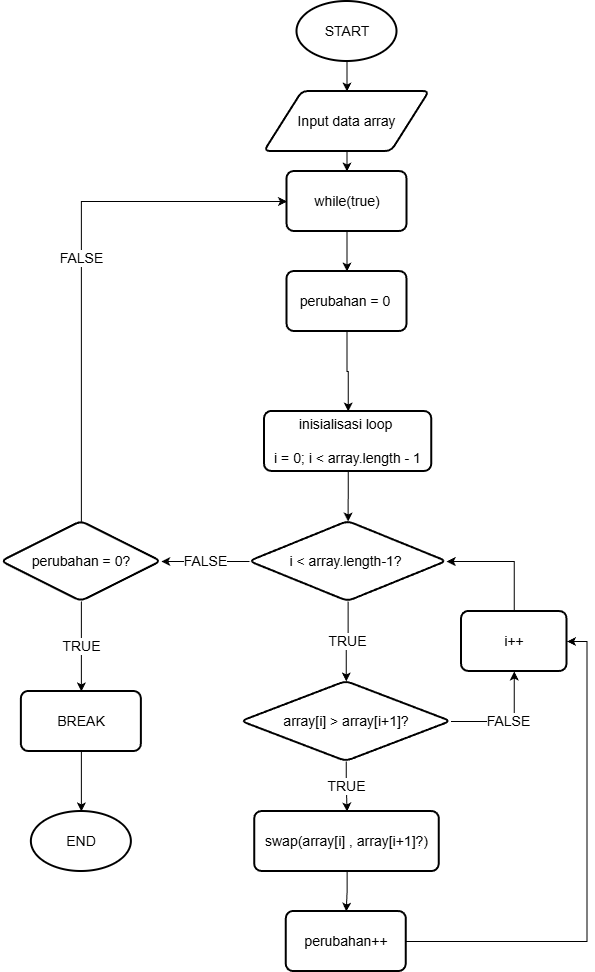 START
Input data array
while(true)
FALSE
perubahan = 0
inisialisasi loop
i = 0; i < array.length - 1
perubahan = 0?
FALSE
i < array.length-1?
TRUE
TRUE
i++
BREAK
array[i] > array[i+1]?
FALSE
TRUE
END
swap(array[i] , array[i+1]?)
perubahan++